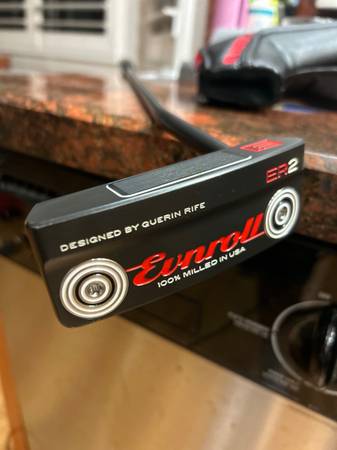 ER2
DESIGNED BY GUERIN RIFE
Evnroll
100% MILLED IN USA